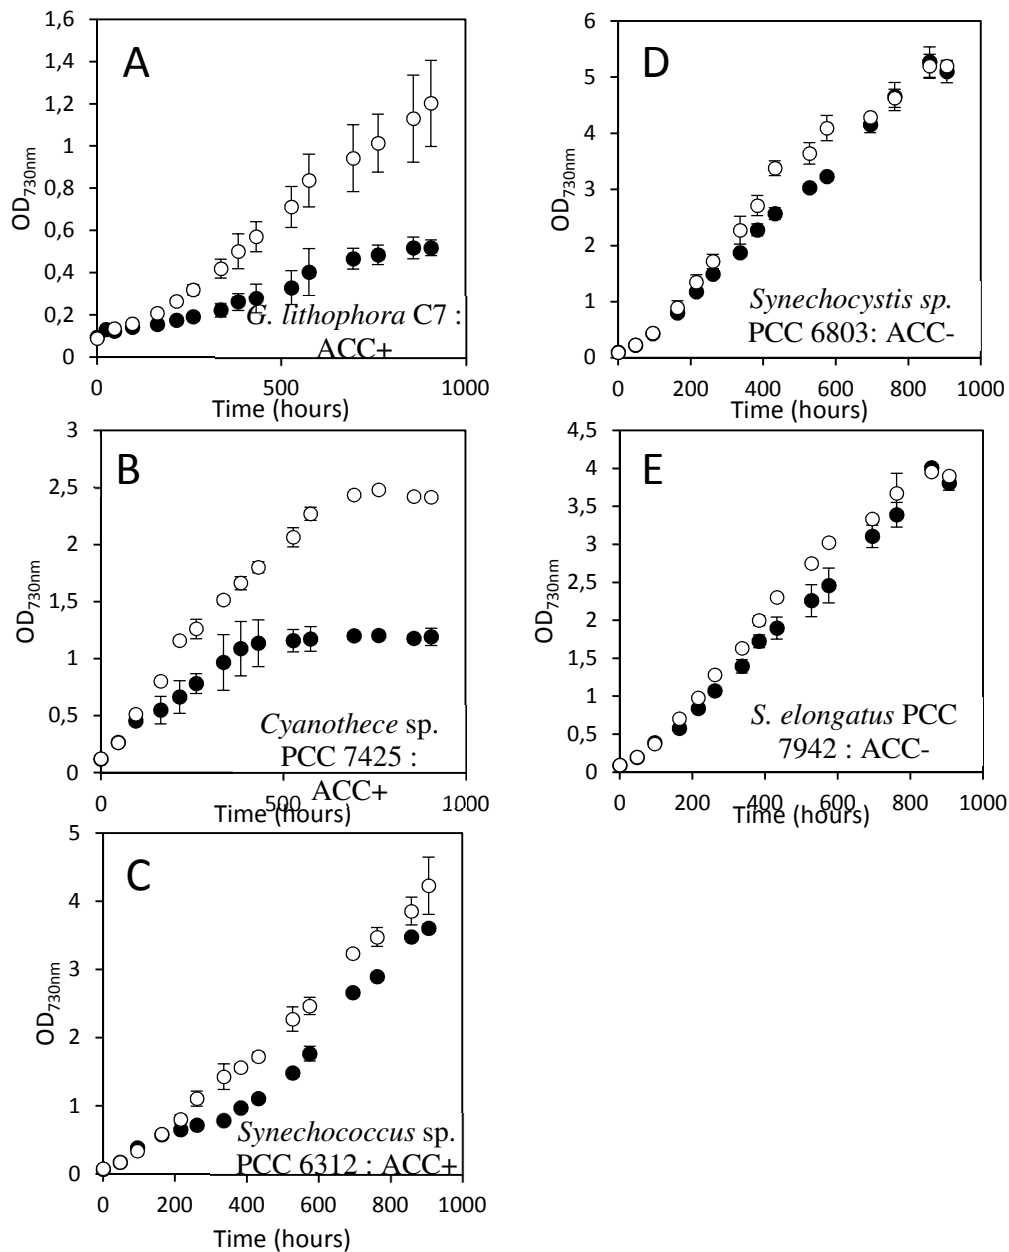 A
1,6
1,4
1,2
1
0,8
0,6
0,4
0,2
0
OD730nm
G. lithophora C7 :
ACC+
0
500
1000
Time (hours)
B
3
2,5
2
1,5
1
0,5
0
OD730nm
Cyanothece sp.
PCC 7425 :
ACC+
0
500
1000
Time (hours)
C
5
4
3
2
1
0
OD730nm
Synechococcus sp.
PCC 6312 : ACC+
0
200
400
600
800
1000
Time (hours)
D
6
5
4
3
2
1
0
OD730nm
Synechocystis sp.
PCC 6803: ACC-
0
200
400
600
800
1000
Time (hours)
E
4,5
4
3,5
3
2,5
2
1,5
1
0,5
0
OD730nm
S. elongatus PCC
7942 : ACC-
0
200
400
600
800
1000
Time (hours)